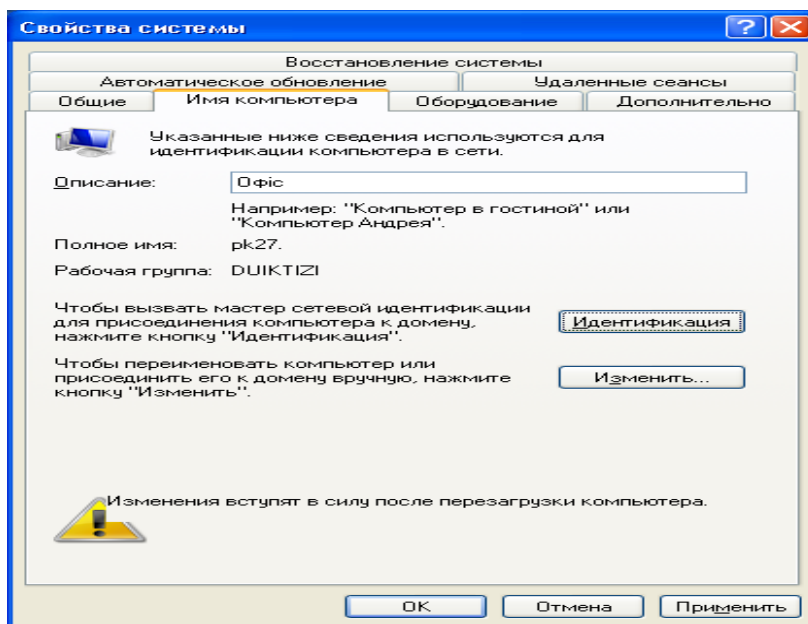 Свойства системы
Восстановление системы
Автоматическое обновление Удаленные сеансы
Общие Имя компьютера Оборудование Дополнительно
Указанные ниже сведения используются для
идентификации компьютера в сети.
Описание: Офіс
Например: "Компьютер в гостиной" или
"Компьютер Андрея".
Полное имя: pk27.
Рабочая группа: DUIKTIZI
Чтобы вызвать мастер сетевой идентификации
для присоединения компьютера к домену,
нажмите кнопку "Идентификация".
Идентификация
Чтобы переименовать компьютер или
присоединить его к домену вручную, нажмите
кнопку "Изменить".
Изменить...
Изменения вступят в силу после перезагрузки компьютера.
OK Отмена Применить